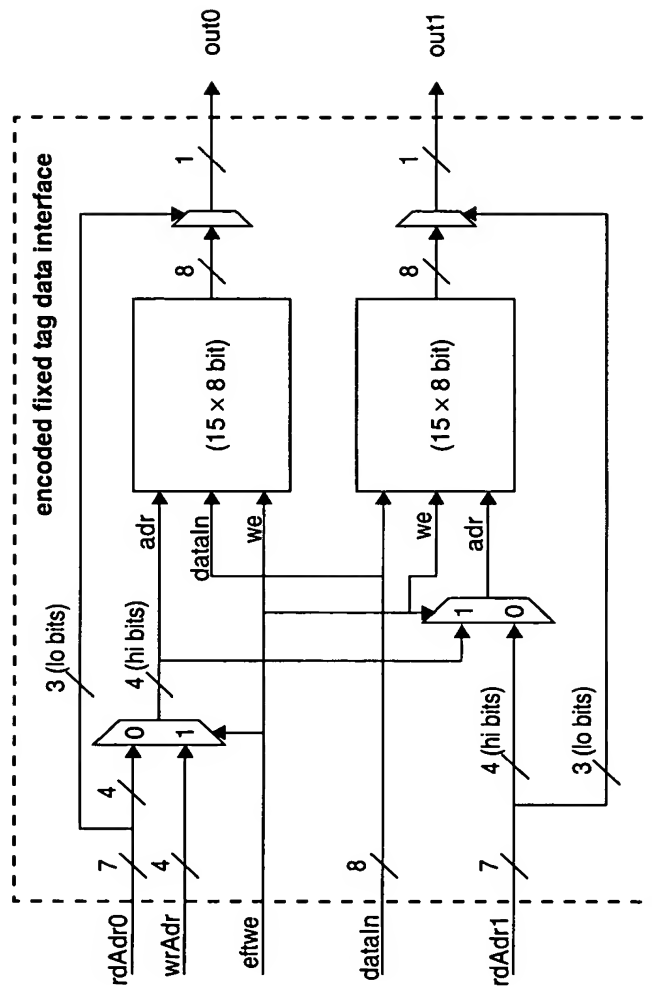 encoded fixed tag data interface
rdAdr0
wrAdr
eftwe
dataIn
rdAdr1
7
4
8
7
4
3 (lo bits)
0
1
4 (hi bits)
4 (hi bits)
3 (lo bits)
1
0
adr
dataIn
we
we
adr
(15 × 8 bit)
(15 × 8 bit)
8
8
1
1
out0
out1